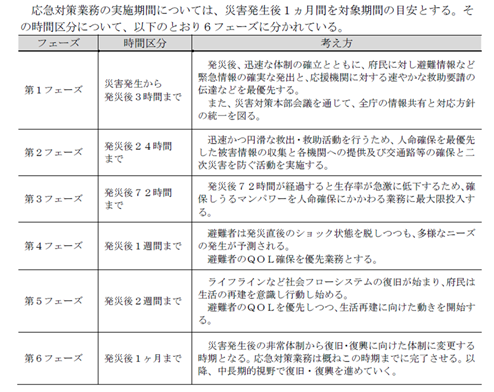 応急対策業務の実施期間については、災害発生後１ヵ月間を対象期間の目安とする。そ
の時間区分について、以下のとおり６フェーズに分かれている。
フェーズ 時間区分 考え方
第１フェーズ
災害発生から
発災後３時間まで
発災後、迅速な体制の確立とともに、府民に対し避難情報など
緊急情報の確実な発出と、応援機関に対する速やかな救助要請の
伝達などを最優先する。
また、災害対策本部会議を通じて、全庁の情報共有と対応方針
の統一を図る。
第２フェーズ
発災後２４時間
まで
迅速かつ円滑な救出・救助活動を行うため、人命確保を最優先
した被害情報の収集と各機関への提供及び交通路等の確保と二
次災害を防ぐ活動を実施する。
第３フェーズ
発災後７２時間
まで
発災後７２時間が経過すると生存率が急激に低下するため、確
保しうるマンパワーを人命確保にかかわる業務に最大限投入す
る。
第４フェーズ
発災後１週間まで
避難者は発災直後のショック状態を脱しつつも、多様なニーズ
の発生が予測される。
避難者のＱＯＬ確保を優先業務とする。
第５フェーズ
発災後２週間まで
ライフラインなど社会フローシステムの復旧が始まり、府民は
生活の再建を意識し行動し始める。
避難者のＱＯＬを優先しつつ、生活再建に向けた動きを開始す
る。
第６フェーズ
発災後１ヶ月まで
災害発生後の非常体制から復旧・復興に向けた体制に変更する
時期となる。応急対策業務は概ねこの時期までに完了させる。以
降、中長期的視野で復旧・復興を進めていく。